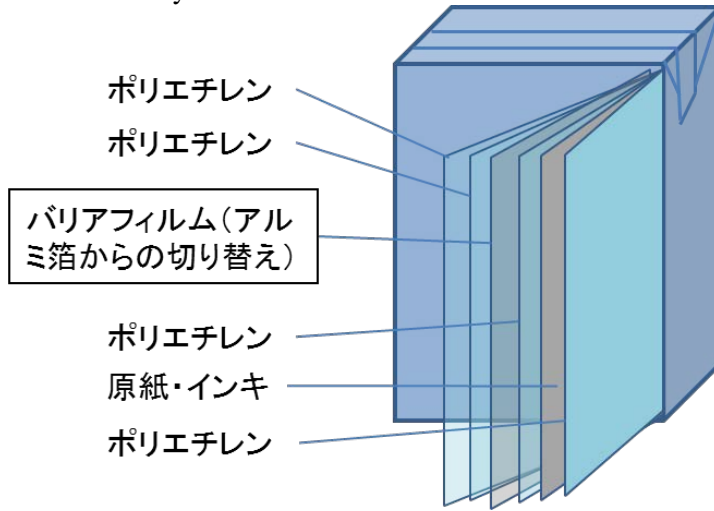 ポリエチレン
ポリエチレン
バリアフィルム(アル
ミ箔からの切り替え)
ポリエチレン
原紙・インキ
ポリエチレン